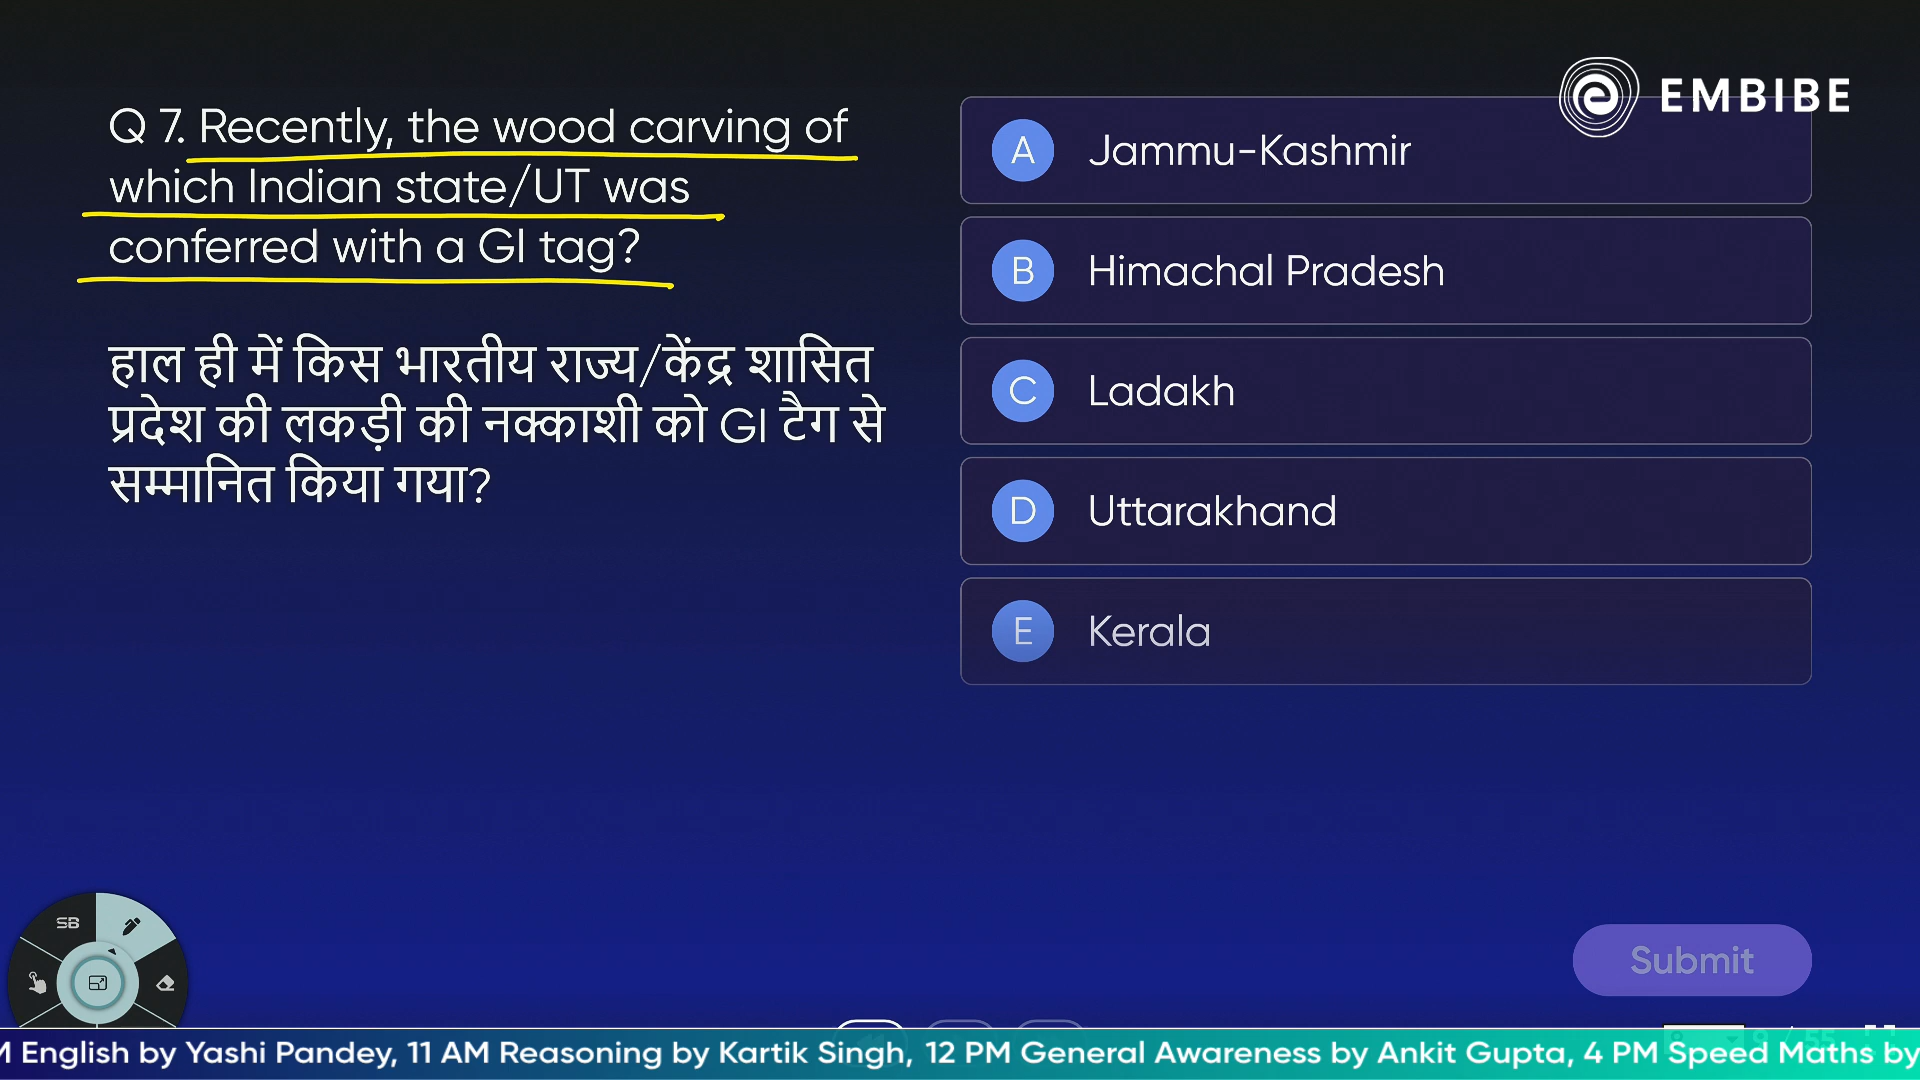 EMBIBE
Q 7. Recently, the wood carving of
which Indian state/UT was
conferred with a GI tag?
हाल ही में किस भारतीय राज्य/केंद्र शासित
प्रदेश की लकड़ी की नक्काशी को GI टैग से
सम्मानित किया गया?
A Jammu-Kashmir
B Himachal Pradesh
C Ladakh
D Uttarakhand
E Kerala
Submit
SB
M English by Yashi Pandey, 11 AM Reasoning by Kartik Singh, 12 PM General Awareness by Ankit Gupta, 4 PM Speed Maths by